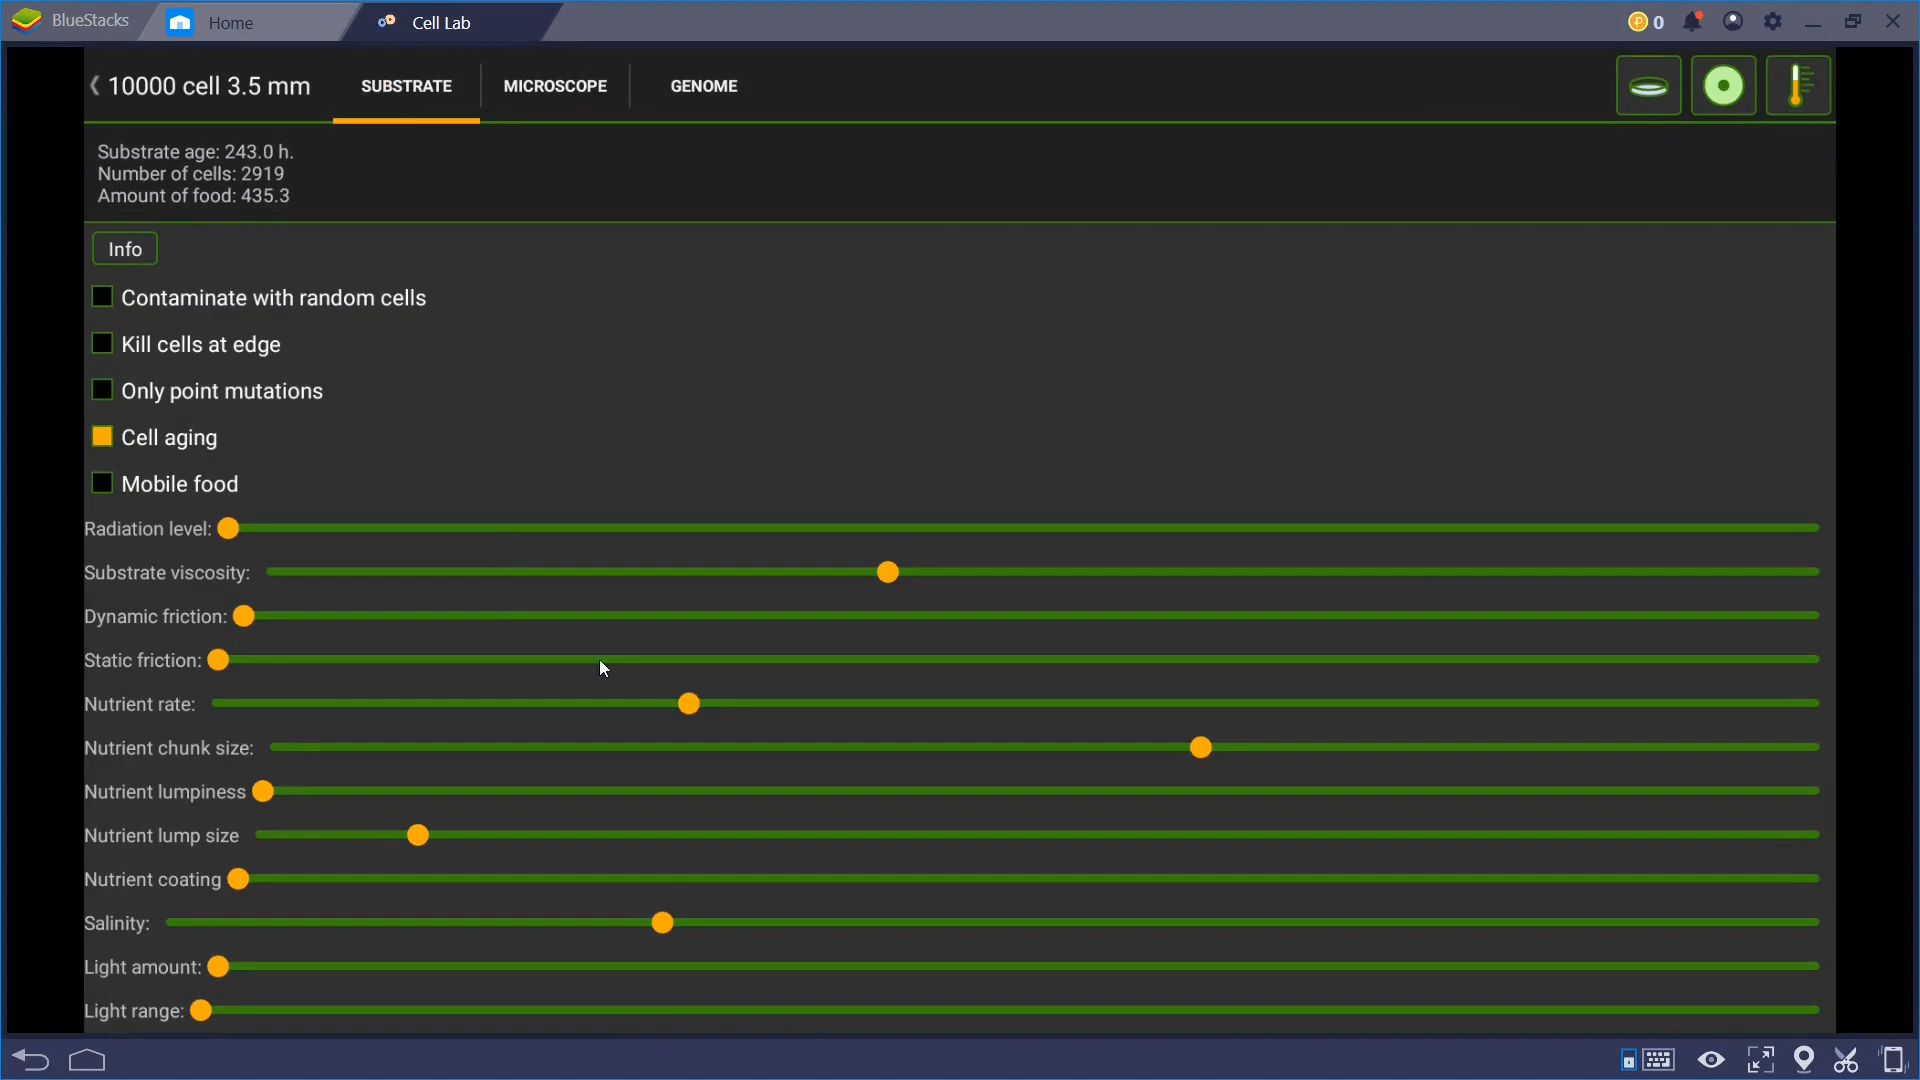 BlueStacks
Home
Cell Lab
0
10000 cell 3.5 mm
SUBSTRATE
MICROSCOPE
GENOME
Substrate age: 243.0 h.
Number of cells: 2919
Amount of food: 435.3
Info
Contaminate with random cells
Kill cells at edge
Only point mutations
Cell aging
Mobile food
Radiation level:
Substrate viscosity:
Dynamic friction:
Static friction:
Nutrient rate:
Nutrient chunk size:
Nutrient lumpiness
Nutrient lump size
Nutrient coating
Salinity:
Light amount:
Light range: